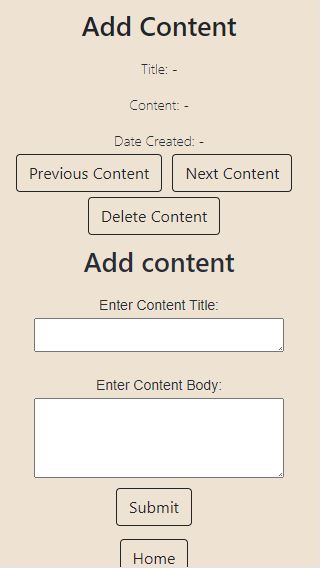 Add Content
Title: -
Content: -
Date Created: -
Previous Content Next Content
Delete Content
Add content
Enter Content Title:
Enter Content Body:
Submit
Home